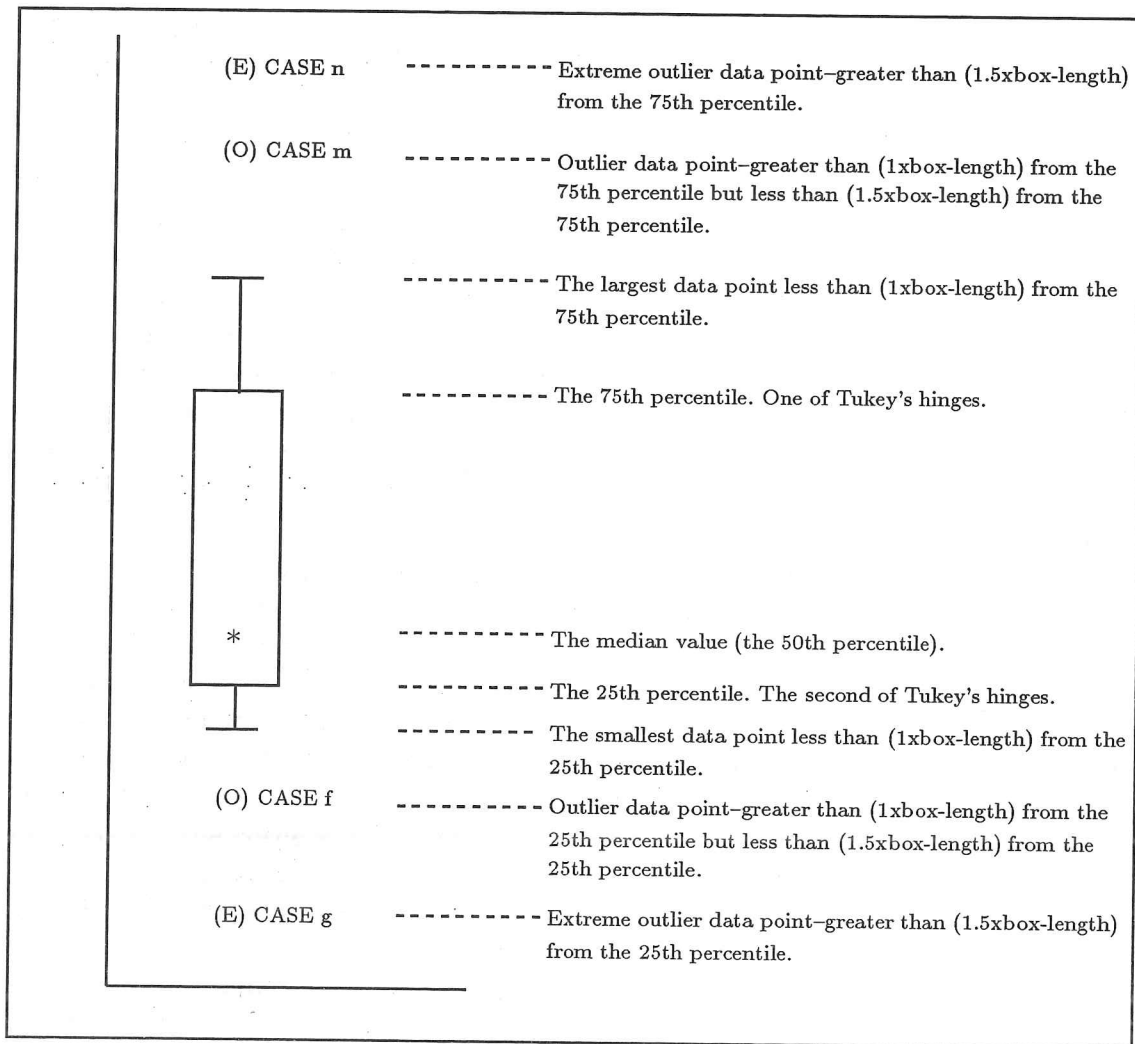 (E) CASE n --------- Extreme outlier data point–greater than (1.5xbox-length)
from the 75th percentile.
(O) CASE m --------- Outlier data point–greater than (1xbox-length) from the
75th percentile but less than (1.5xbox-length) from the
75th percentile.
--------- The largest data point less than (1xbox-length) from the
75th percentile.
--------- The 75th percentile. One of Tukey's hinges.
* --------- The median value (the 50th percentile).
--------- The 25th percentile. The second of Tukey's hinges.
--------- The smallest data point less than (1xbox-length) from the
25th percentile.
(O) CASE f --------- Outlier data point–greater than (1xbox-length) from the
25th percentile but less than (1.5xbox-length) from the
25th percentile.
(E) CASE g --------- Extreme outlier data point–greater than (1.5xbox-length)
from the 25th percentile.